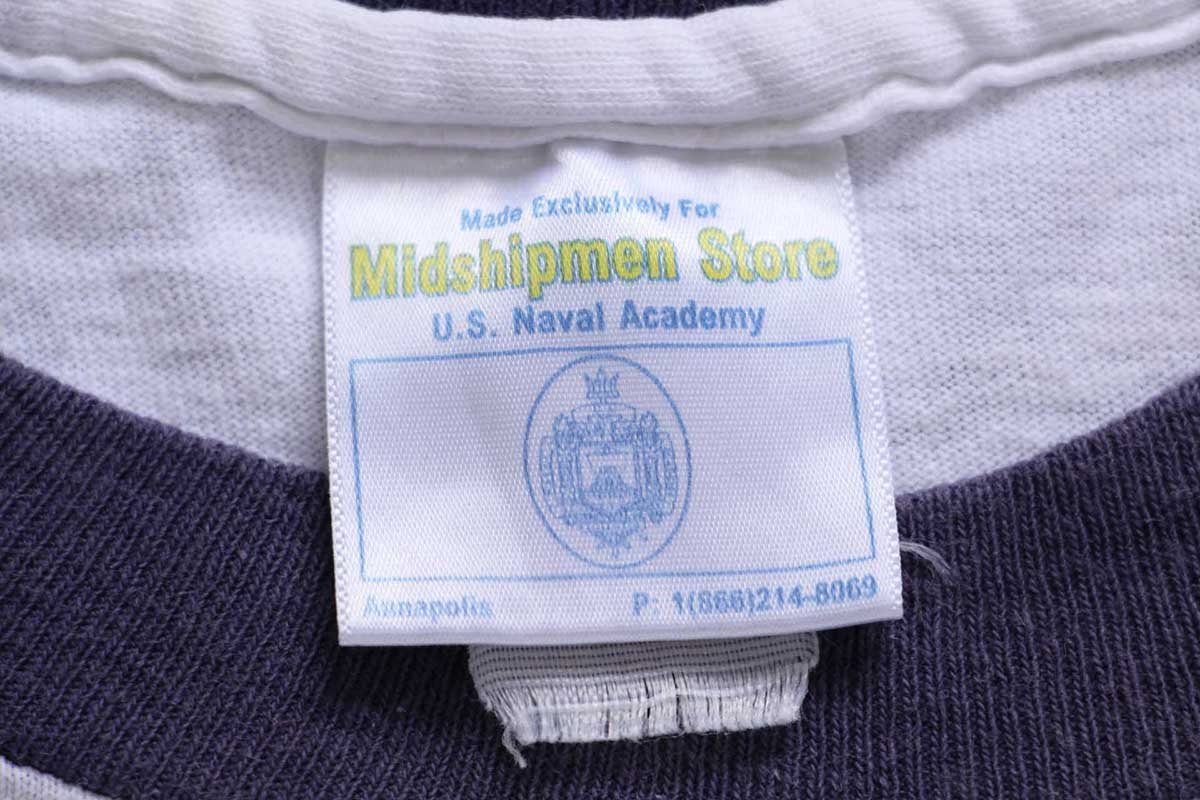 Made Exclusively For
Midshipmen Store
U.S. Naval Academy
Annapolis P: 1(866)214-8069